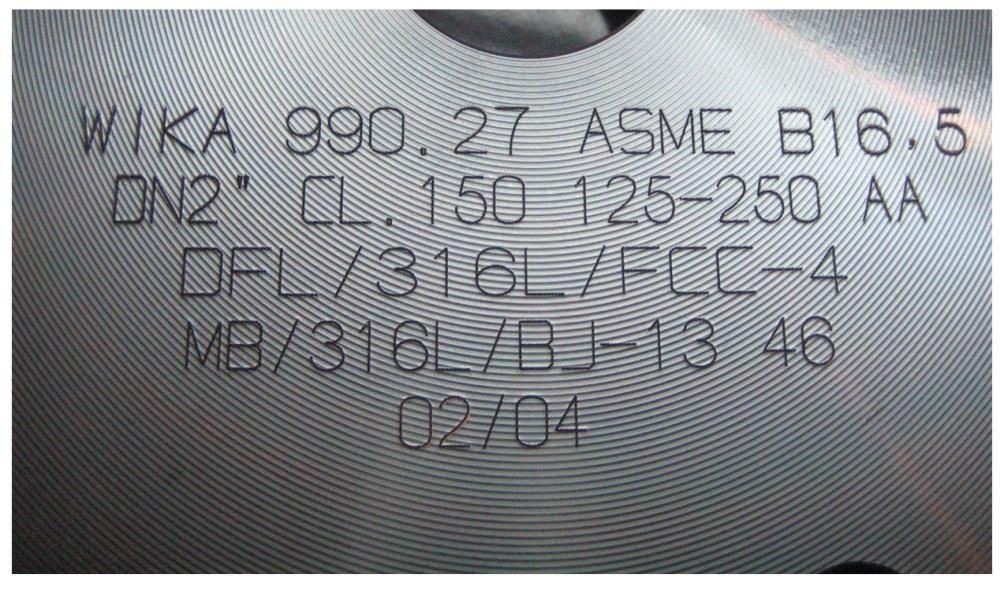 WIKA 990.27 ASME B16.5
DN2" CL.150 125-250 AA
DFL/316L/FCC-4
MB/316L/BJ-13 46
02/04